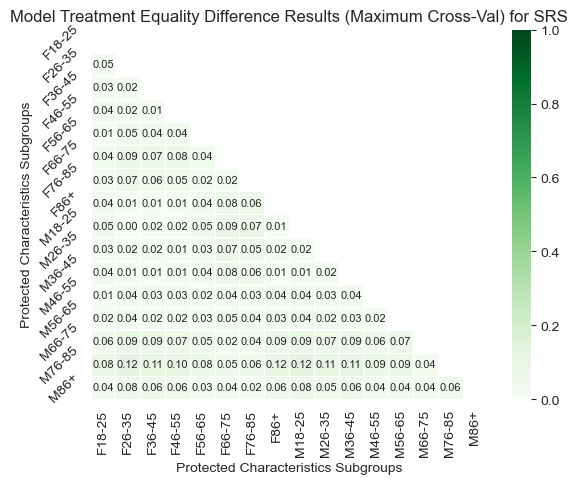 Model Treatment Equality Difference Results (Maximum Cross-Val) for SRS
Protected Characteristics Subgroups
F18-25
F26-35
0.05
F36-45
0.03 0.02
F46-55
0.04 0.02 0.01
F56-65
0.01 0.05 0.04 0.04
F66-75
0.04 0.09 0.07 0.08 0.04
F76-85
0.03 0.07 0.06 0.05 0.02 0.02
F86+
0.04 0.01 0.01 0.01 0.04 0.08 0.06
M18-25
0.05 0.00 0.02 0.02 0.05 0.09 0.07 0.01
M26-35
0.03 0.02 0.02 0.01 0.03 0.07 0.05 0.02 0.02
M36-45
0.04 0.01 0.01 0.01 0.04 0.08 0.06 0.01 0.01 0.02
M46-55
0.01 0.04 0.03 0.03 0.02 0.04 0.03 0.04 0.04 0.03 0.04
M56-65
0.02 0.04 0.02 0.02 0.03 0.05 0.04 0.03 0.04 0.02 0.03 0.02
M66-75
0.06 0.09 0.09 0.07 0.05 0.02 0.04 0.09 0.09 0.07 0.09 0.06 0.07
M76-85
0.08 0.12 0.11 0.10 0.08 0.05 0.06 0.12 0.12 0.11 0.11 0.09 0.09 0.04
M86+
0.04 0.08 0.06 0.06 0.03 0.04 0.02 0.06 0.08 0.05 0.06 0.04 0.04 0.04 0.06
F18-25
F26-35
F36-45
F46-55
F56-65
F66-75
F76-85
F86+
M18-25
M26-35
M36-45
M46-55
M56-65
M66-75
M76-85
M86+
Protected Characteristics Subgroups
1.0
0.8
0.6
0.4
0.2
0.0